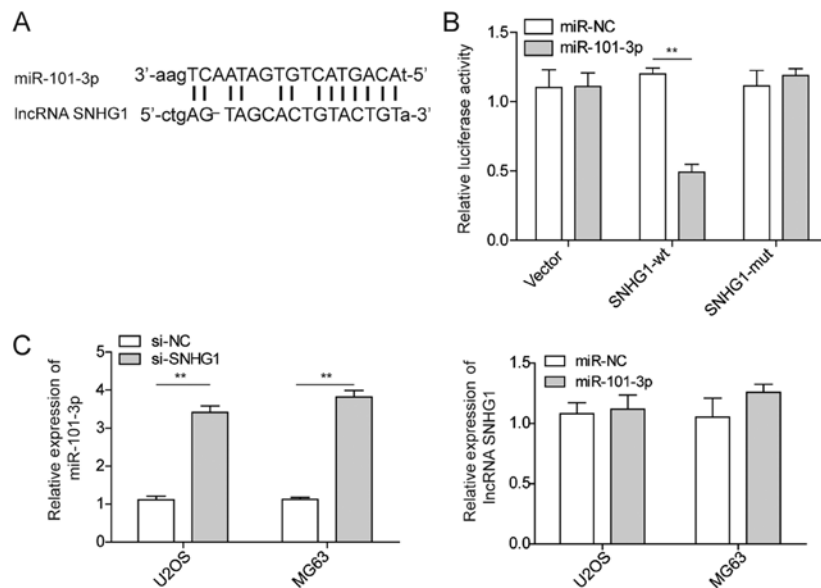 A
miR-101-3p 3'-aagTCAATAGTGTCATGACAt-5'
lncRNA SNHG1 5'-ctgAG– TAGCACTGTACTGTa-3'
B
miR-NC
miR-101-3p
Relative luciferase activity
1.5
1.0
0.5
0.0
**
Vector
SNHG1-wt
SNHG1-mut
C
si-NC
si-SNHG1
Relative expression of
miR-101-3p
5
4
3
2
1
0
**
**
U2OS
MG63
miR-NC
miR-101-3p
Relative expression of
lncRNA SNHG1
1.5
1.0
0.5
0.0
U2OS
MG63